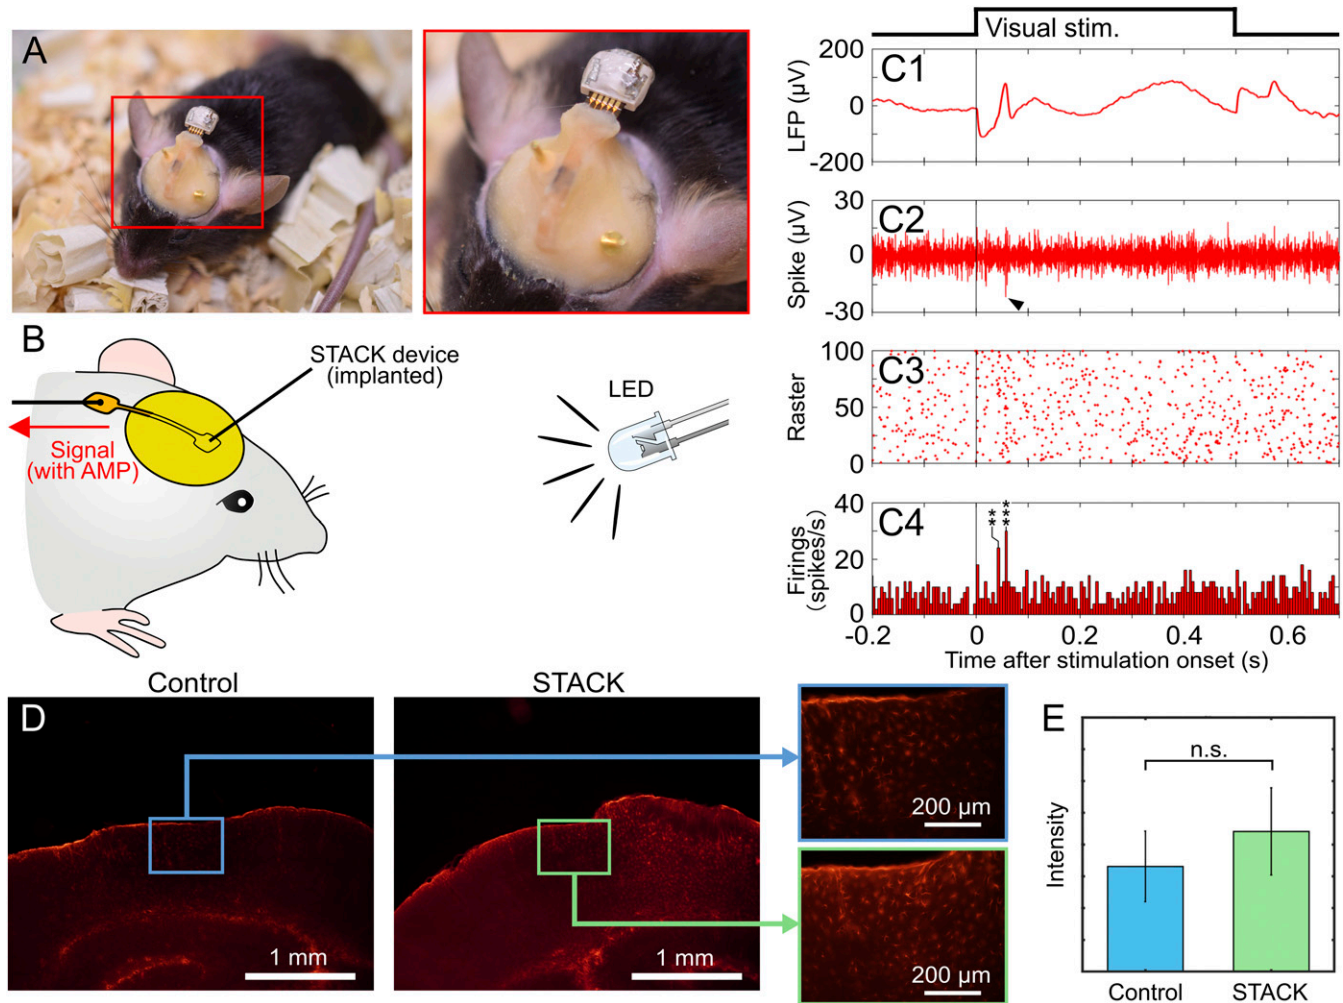 A
Visual stim.
C1
LFP (µV)
200
0
-200
C2
Spike (µV)
30
0
-30
B
STACK device
(implanted)
Signal
(with AMP)
LED
C3
Raster
100
50
0
C4
Firings
(spikes/s)
40
20
0
**
***
-0.2
0
0.2
0.4
0.6
Time after stimulation onset (s)
Control
STACK
D
1 mm
1 mm
200 µm
200 µm
E
n.s.
Intensity
Control
STACK